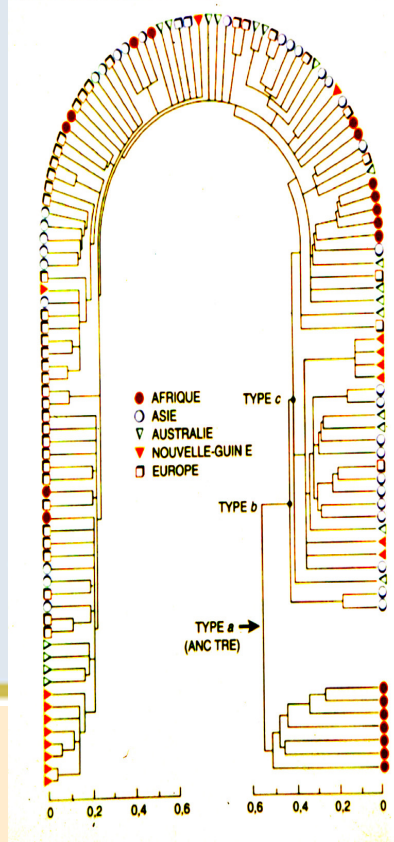 AFRIQUE
ASIE
AUSTRALIE
NOUVELLE-GUIN E
EUROPE
TYPE c
TYPE b
TYPE a
(ANC TRE)
0 0,2 0,4 0,6
0,6 0,4 0,2 0